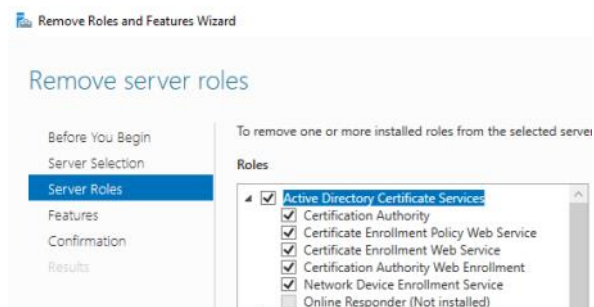 Remove Roles and Features Wizard
Remove server roles
Before You Begin
Server Selection
Server Roles
Features
Confirmation
Results
To remove one or more installed roles from the selected server
Roles
Active Directory Certificate Services
Certification Authority
Certificate Enrollment Policy Web Service
Certificate Enrollment Web Service
Certification Authority Web Enrollment
Network Device Enrollment Service
Online Responder (Not installed)